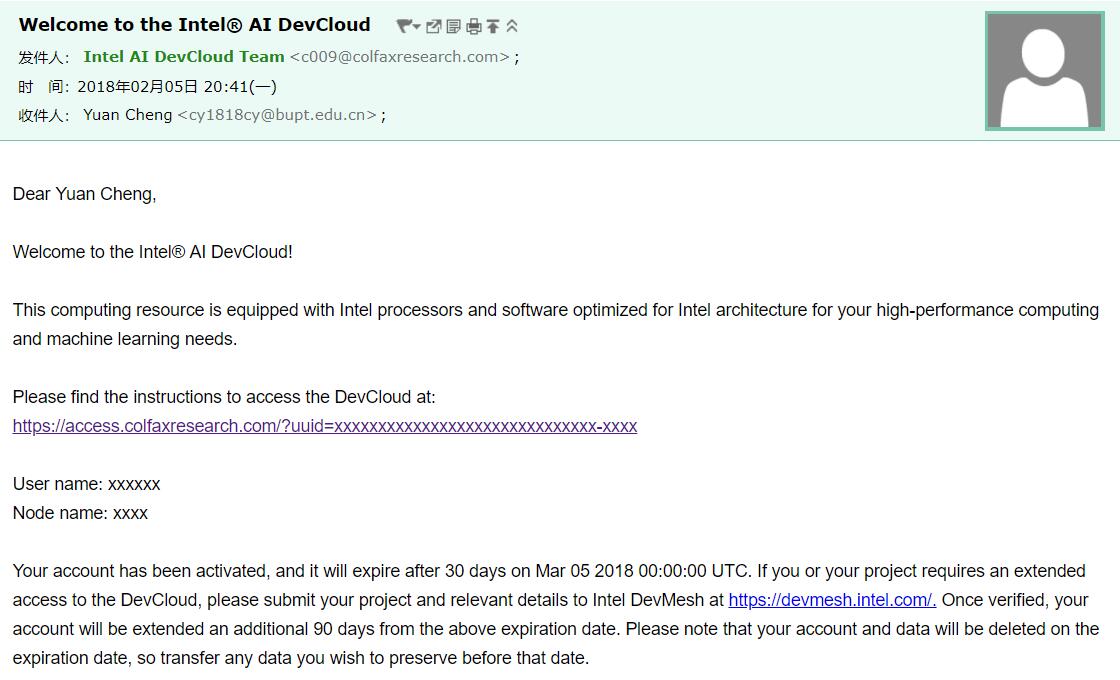 Welcome to the Intel® AI DevCloud
发件人： Intel AI DevCloud Team <c009@colfaxresearch.com>;
时 间： 2018年02月05日 20:41(一)
收件人： Yuan Cheng <cy1818cy@bupt.edu.cn>;
Dear Yuan Cheng,
Welcome to the Intel® AI DevCloud!
This computing resource is equipped with Intel processors and software optimized for Intel architecture for your high-performance computing
and machine learning needs.
Please find the instructions to access the DevCloud at:
https://access.colfaxresearch.com/?uuid=xxxxxxxxxxxxxxxxxxxxxxxxxxxxxx-xxxx
User name: xxxxxx
Node name: xxxx
Your account has been activated, and it will expire after 30 days on Mar 05 2018 00:00:00 UTC. If you or your project requires an extended
access to the DevCloud, please submit your project and relevant details to Intel DevMesh at https://devmesh.intel.com/. Once verified, your
account will be extended an additional 90 days from the above expiration date. Please note that your account and data will be deleted on the
expiration date, so transfer any data you wish to preserve before that date.